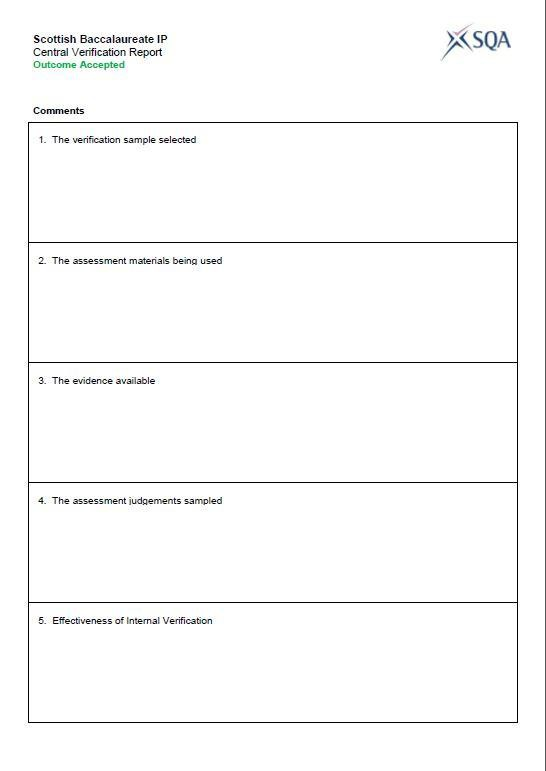 Scottish Baccalaureate IP
Central Verification Report
Outcome Accepted
SQA
Comments
1. The verification sample selected
2. The assessment materials being used
3. The evidence available
4. The assessment judgements sampled
5. Effectiveness of Internal Verification